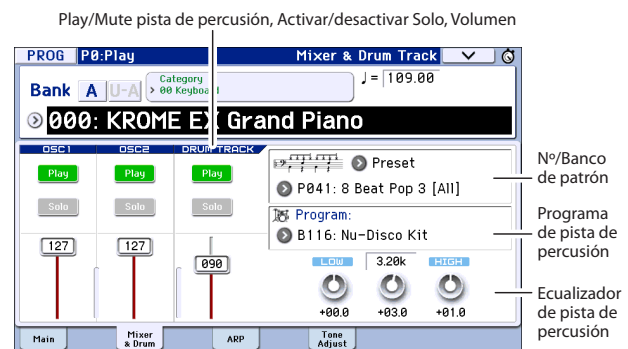 Play/Mute pista de percusión, Activar/desactivar Solo, Volumen
PROG P0:Play Mixer & Drum Track
Bank A U-A Category 00 Keyboard ♩= 109.00
000: KROME EX Grand Piano
OSC1 OSC2 DRUM TRACK
Play Play Play
Solo Solo Solo
127 127 090
Preset
P041: 8 Beat Pop 3 [All]
Program:
B116: Nu-Disco Kit
LOW 3.20k HIGH
+00.0 +03.0 +01.0
Main Mixer & Drum ARP Tone Adjust
Nº/Banco
de patrón
Programa
de pista de
percusión
Ecualizador
de pista de
percusión